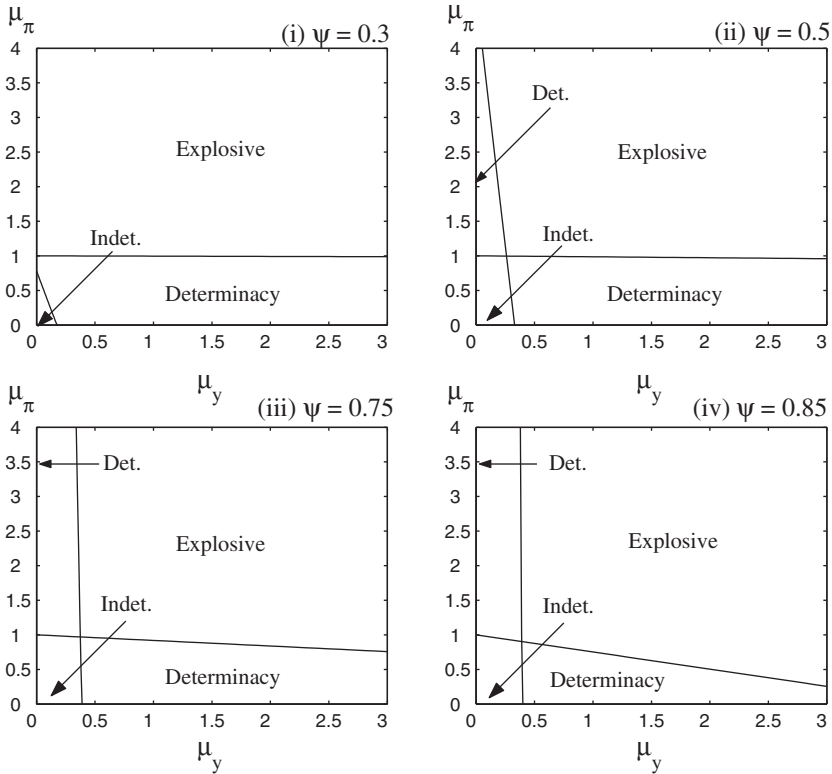 μπ
(i) ψ = 0.3
4
3.5
3
2.5
2
1.5
1
0.5
0
Explosive
Indet.
Determinacy
0 0.5 1 1.5 2 2.5 3
μy
μπ
(ii) ψ = 0.5
4
3.5
3
2.5
2
1.5
1
0.5
0
Det.
Explosive
Indet.
Determinacy
0 0.5 1 1.5 2 2.5 3
μy
μπ
(iii) ψ = 0.75
4
3.5
3
2.5
2
1.5
1
0.5
0
Det.
Explosive
Indet.
Determinacy
0 0.5 1 1.5 2 2.5 3
μy
μπ
(iv) ψ = 0.85
4
3.5
3
2.5
2
1.5
1
0.5
0
Det.
Explosive
Indet.
Determinacy
0 0.5 1 1.5 2 2.5 3
μy